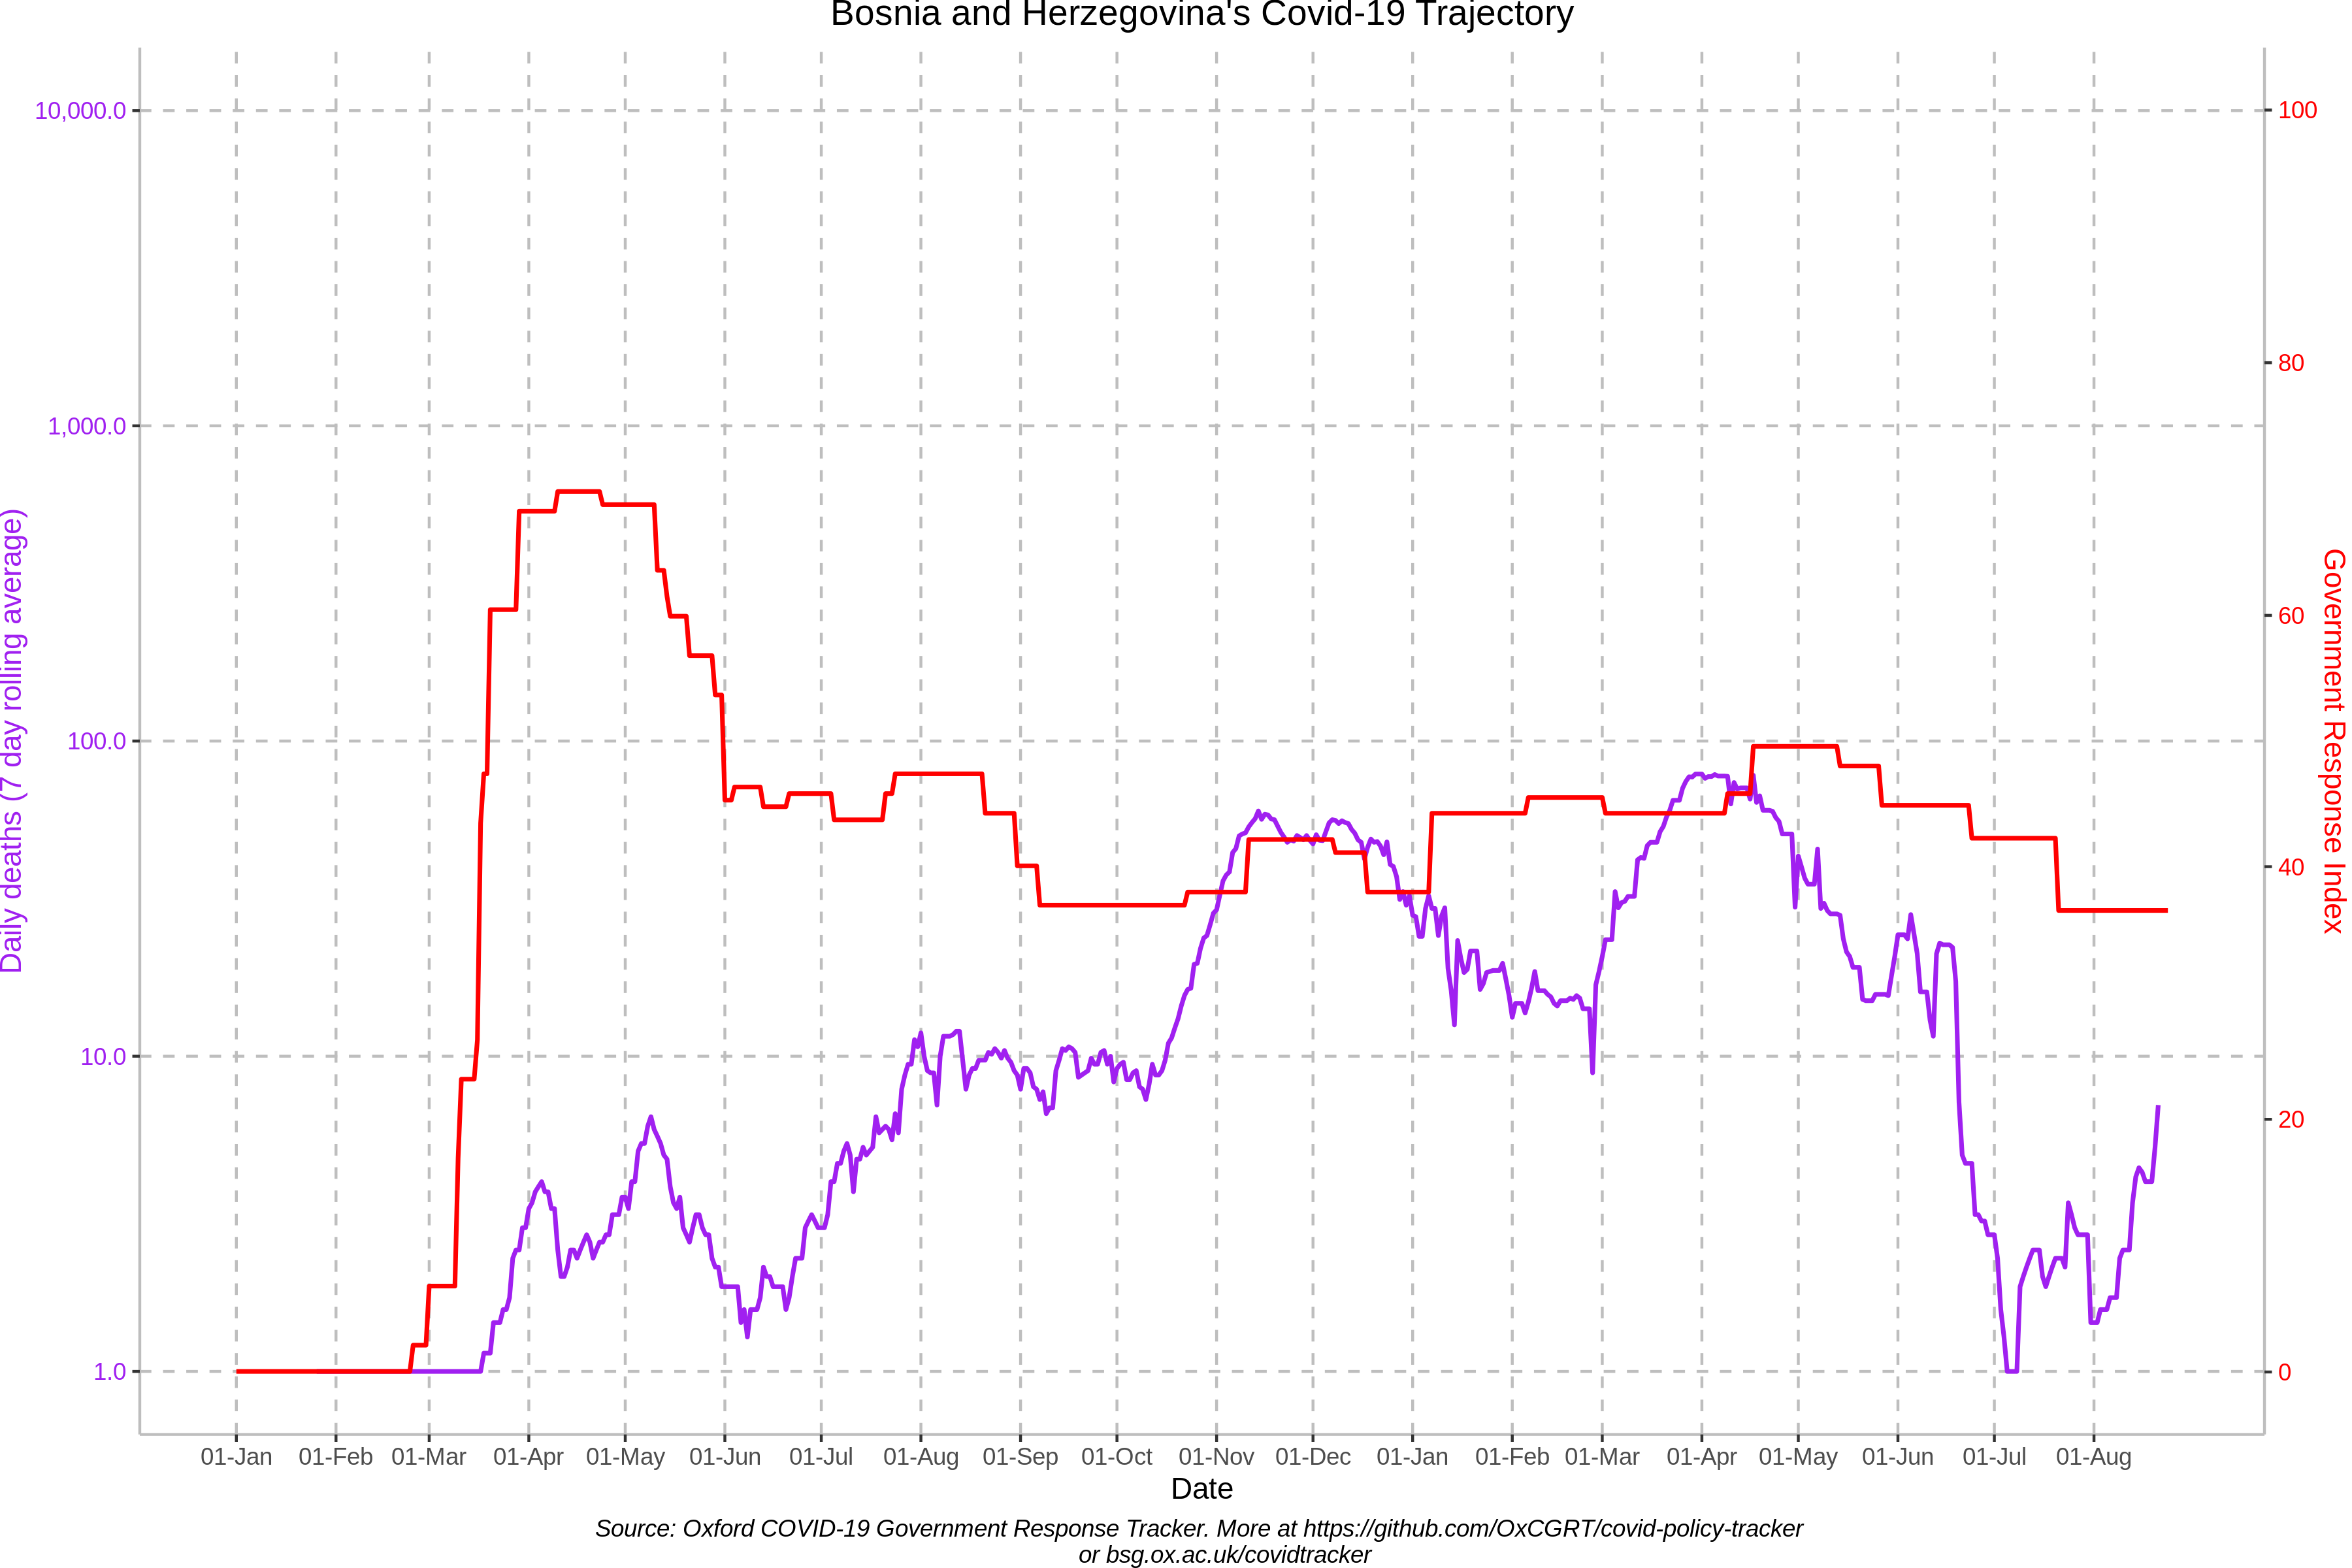 Bosnia and Herzegovina's Covid-19 Trajectory
10,000.0
1,000.0
100.0
10.0
1.0
Daily deaths (7 day rolling average)
100
80
60
40
20
0
Government Response Index
01-Jan 01-Feb 01-Mar 01-Apr 01-May 01-Jun 01-Jul 01-Aug 01-Sep 01-Oct 01-Nov 01-Dec 01-Jan 01-Feb 01-Mar 01-Apr 01-May 01-Jun 01-Jul 01-Aug
Date
Source: Oxford COVID-19 Government Response Tracker. More at https://github.com/OxCGRT/covid-policy-tracker
or bsg.ox.ac.uk/covidtracker